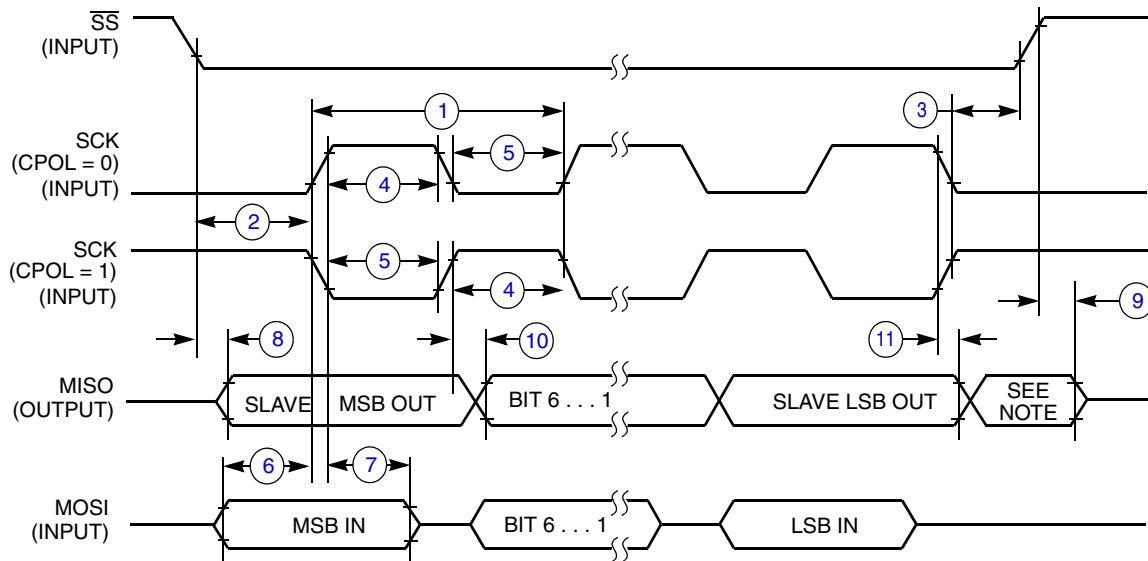 SS
(INPUT)
1
3
SCK
(CPOL = 0)
(INPUT)
5
4
2
SCK
(CPOL = 1)
(INPUT)
5
4
9
8
10
11
MISO
(OUTPUT)
SLAVE MSB OUT
BIT 6 . . . 1
SLAVE LSB OUT
SEE
NOTE
6
7
MOSI
(INPUT)
MSB IN
BIT 6 . . . 1
LSB IN